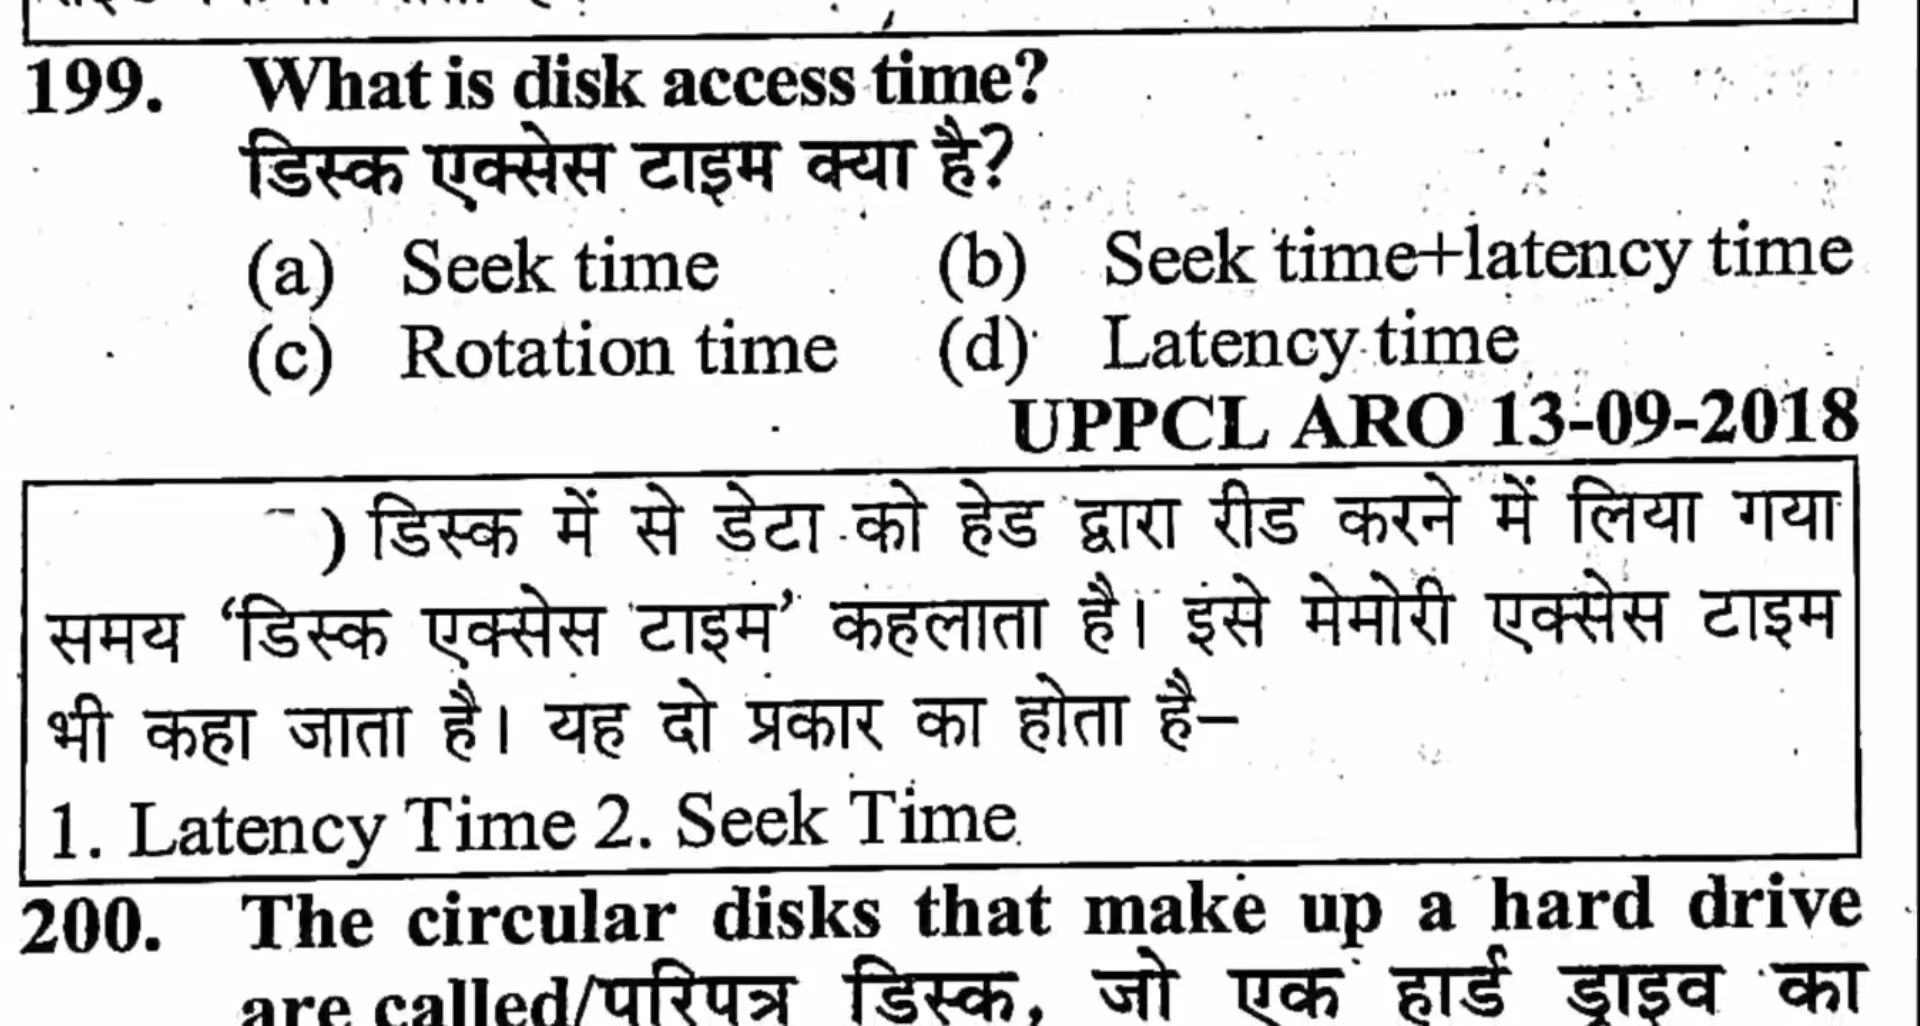 199. What is disk access time?
डिस्क एक्सेस टाइम क्या है?
(a) Seek time (b) Seek time+latency time
(c) Rotation time (d) Latency time
UPPCL ARO 13-09-2018
) डिस्क में से डेटा को हेड द्वारा रीड करने में लिया गया
समय ‘डिस्क एक्सेस टाइम’ कहलाता है। इसे मेमोरी एक्सेस टाइम
भी कहा जाता है। यह दो प्रकार का होता है–
1. Latency Time 2. Seek Time
200. The circular disks that make up a hard drive
are called/परिपत्र डिस्क, जो एक हार्ड ड्राइव का